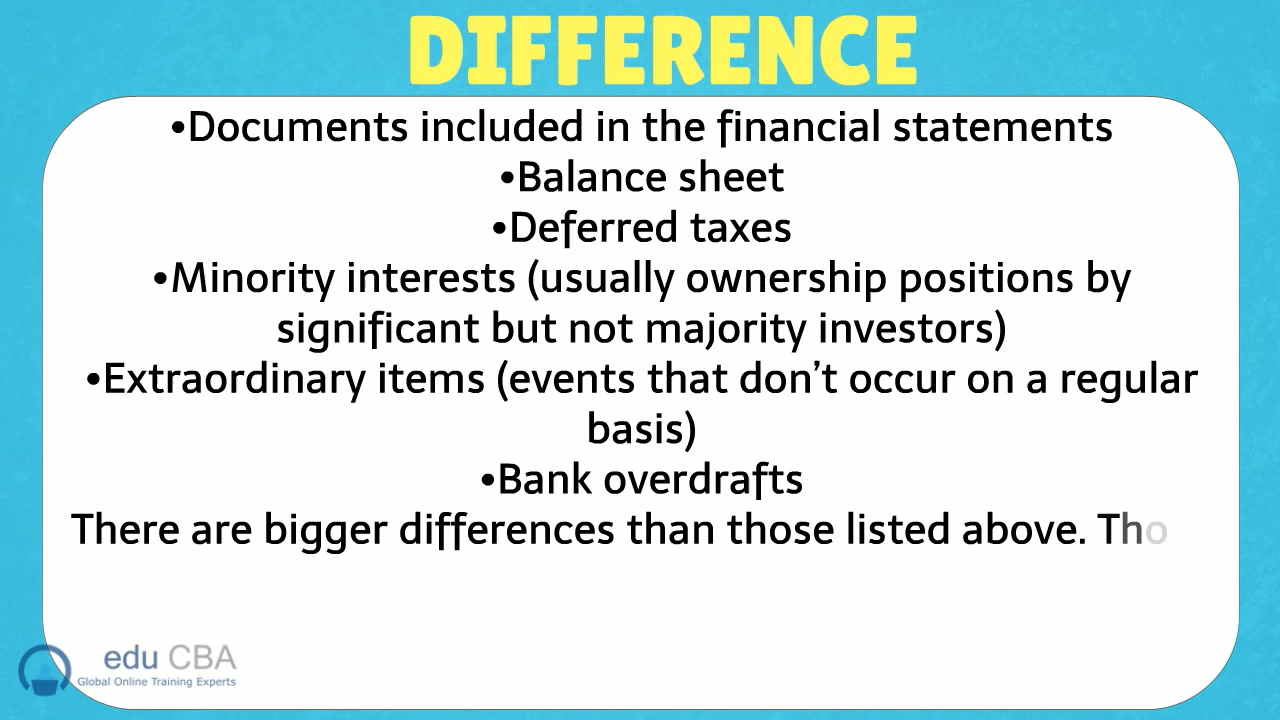 DIFFERENCE
•Documents included in the financial statements
•Balance sheet
•Deferred taxes
•Minority interests (usually ownership positions by
significant but not majority investors)
•Extraordinary items (events that don’t occur on a regular
basis)
•Bank overdrafts
There are bigger differences than those listed above. Tho
edu CBA
Global Online Training Experts